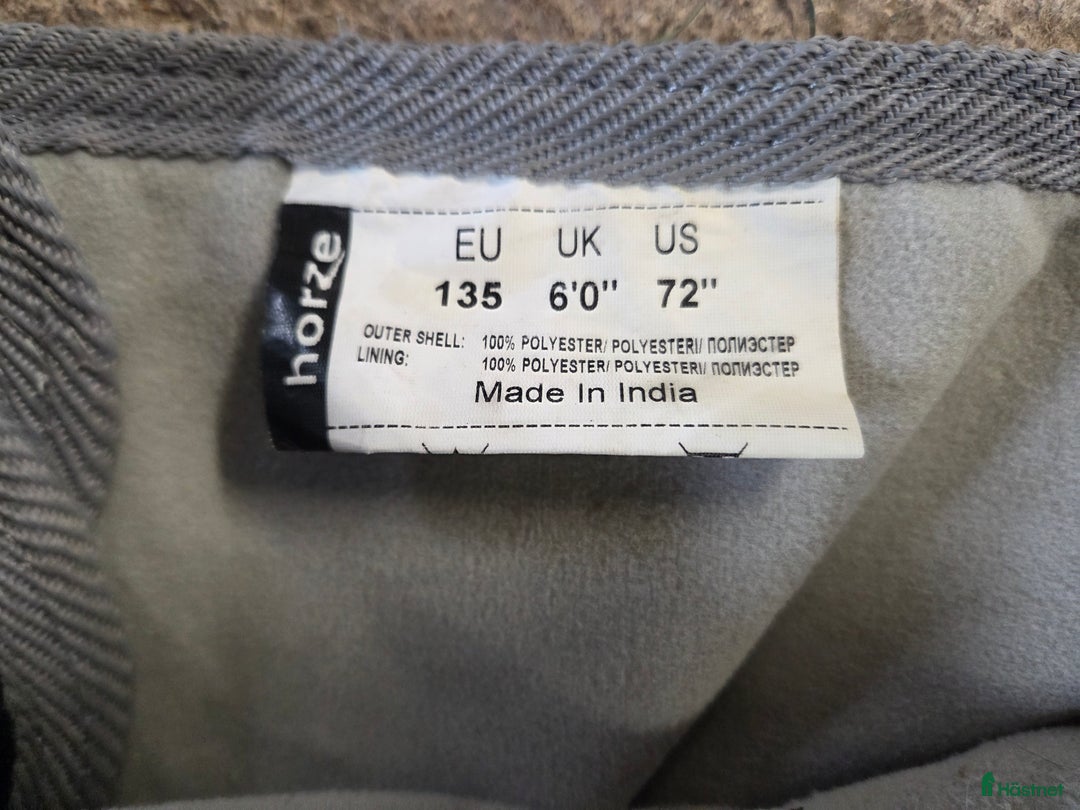 horze
EU UK US
135 6'0" 72"
OUTER SHELL: 100% POLYESTER/ POLYESTERI/ ПОЛИЭСТЕР
LINING: 100% POLYESTER/ POLYESTERI/ ПОЛИЭСТЕР
Made In India
Hästnet